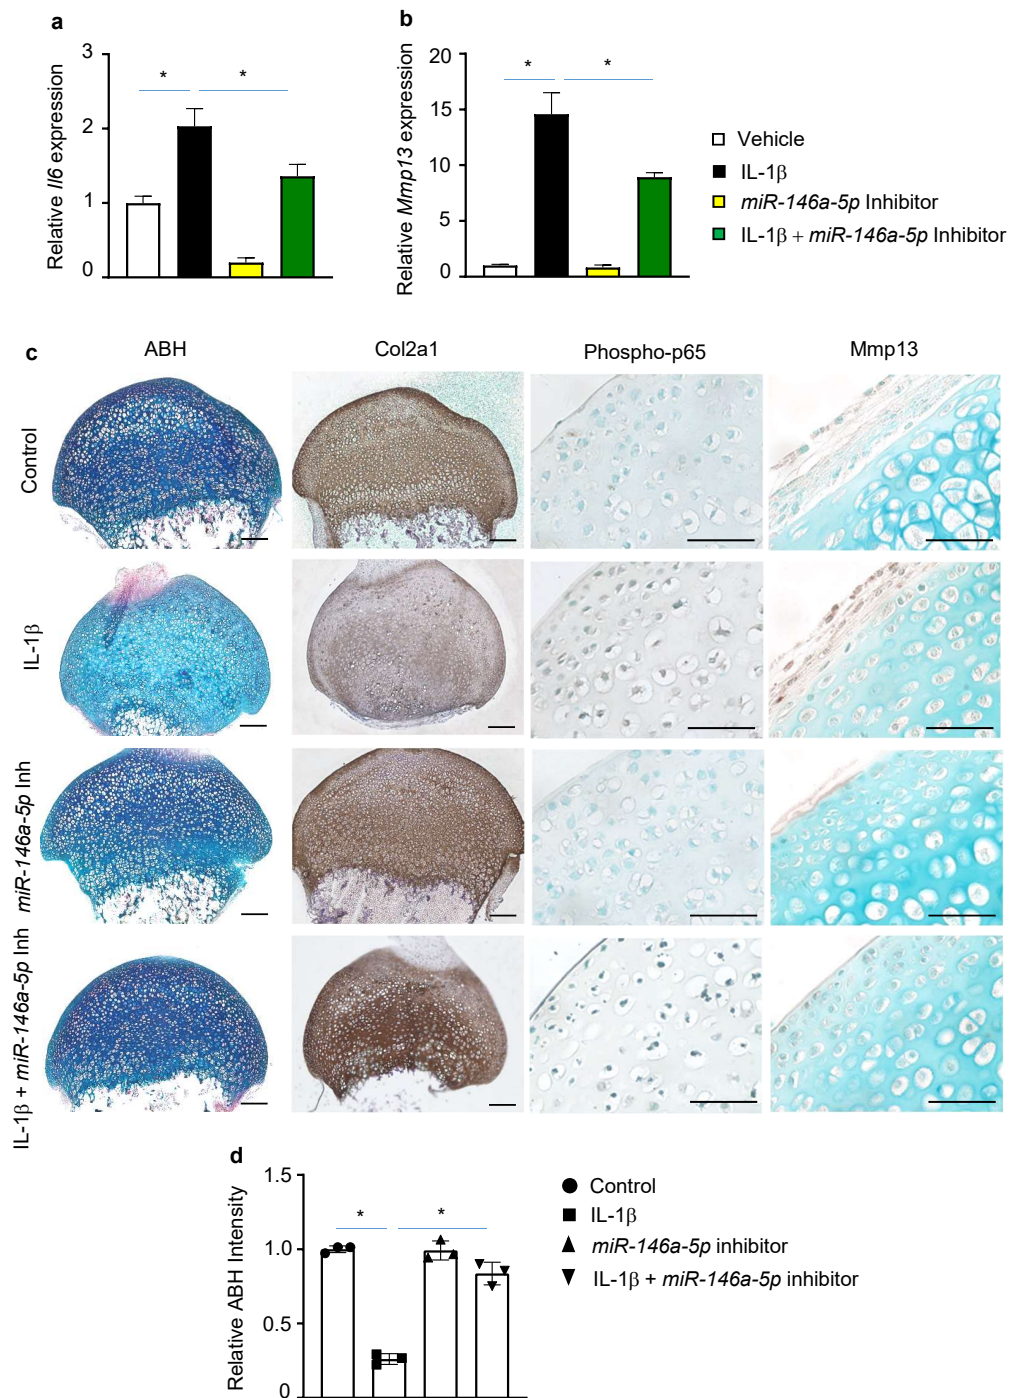 a
Relative Il6 expression
3
2
1
0
*
*
b
Relative Mmp13 expression
20
15
10
5
0
*
*
Vehicle
IL-1β
miR-146a-5p Inhibitor
IL-1β + miR-146a-5p Inhibitor
c
ABH
Col2a1
Phospho-p65
Mmp13
Control
IL-1β
miR-146a-5p Inh
IL-1β + miR-146a-5p Inh
d
Relative ABH Intensity
1.5
1.0
0.5
0
*
*
Control
IL-1β
miR-146a-5p inhibitor
IL-1β + miR-146a-5p inhibitor